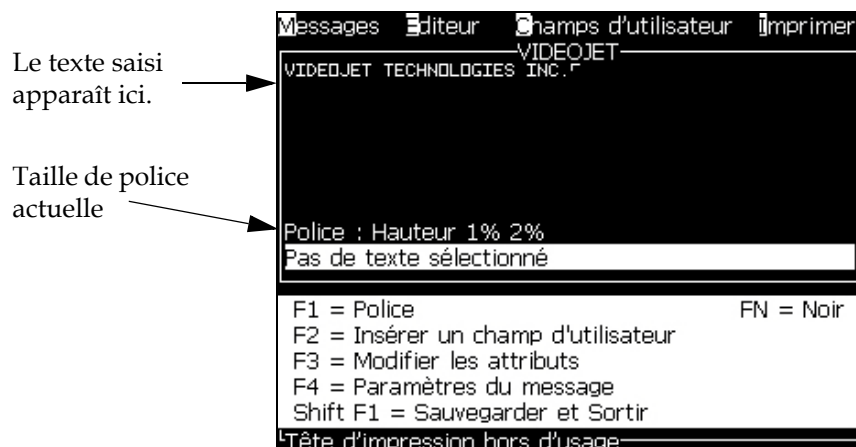 Le texte saisi
apparaît ici.
Taille de police
actuelle
Messages Editeur Champs d'utilisateur Imprimer
VIDEOJET
VIDEOJET TECHNOLOGIES INC.
Police : Hauteur 1% 2%
Pas de texte sélectionné
F1 = Police FN = Noir
F2 = Insérer un champ d'utilisateur
F3 = Modifier les attributs
F4 = Paramètres du message
Shift F1 = Sauvegarder et Sortir
Tête d'impression hors d'usage